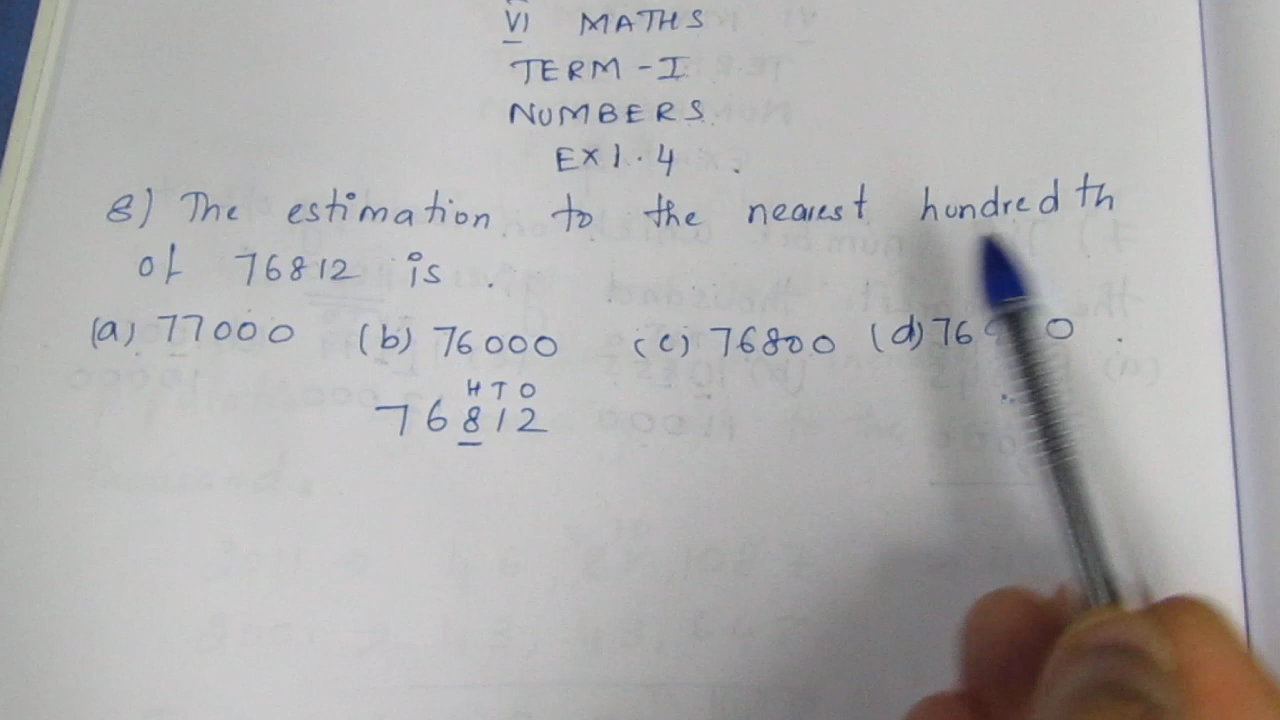 VI MATHS
TERM - I
NUMBERS
EX 1.4.
8) The estimation to the nearest hundredth
of 76812 is.
(a) 77000 (b) 76000 (c) 76800 (d)
H T O
76812